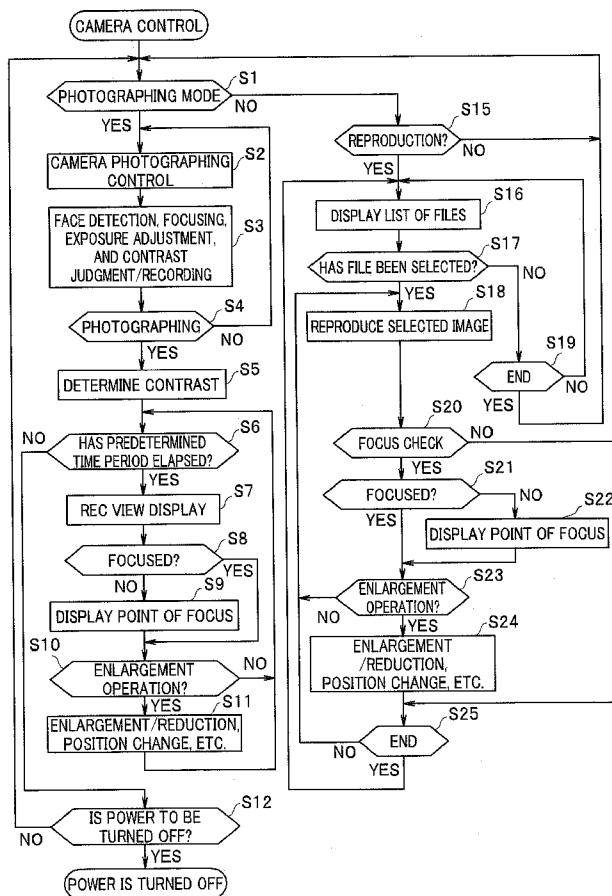 CAMERA CONTROL
S1
PHOTOGRAPHING MODE
NO
YES
S2
CAMERA PHOTOGRAPHING
CONTROL
S3
FACE DETECTION, FOCUSING,
EXPOSURE ADJUSTMENT,
AND CONTRAST
JUDGMENT/RECORDING
S4
PHOTOGRAPHING
NO
YES
S5
DETERMINE CONTRAST
S6
NO
HAS PREDETERMINED
TIME PERIOD ELAPSED?
YES
S7
REC VIEW DISPLAY
S8
FOCUSED?
YES
NO
S9
DISPLAY POINT OF FOCUS
S10
ENLARGEMENT
OPERATION?
NO
YES
S11
ENLARGEMENT/REDUCTION,
POSITION CHANGE, ETC.
S12
IS POWER TO BE
TURNED OFF?
NO
YES
POWER IS TURNED OFF
S15
REPRODUCTION?
NO
YES
S16
DISPLAY LIST OF FILES
S17
HAS FILE BEEN SELECTED?
NO
YES
S18
REPRODUCE SELECTED IMAGE
S19
END
NO
YES
S20
FOCUS CHECK
NO
YES
S21
FOCUSED?
NO
YES
S22
DISPLAY POINT OF FOCUS
S23
ENLARGEMENT
OPERATION?
NO
YES
S24
ENLARGEMENT
/REDUCTION,
POSITION CHANGE, ETC.
S25
END
NO
YES